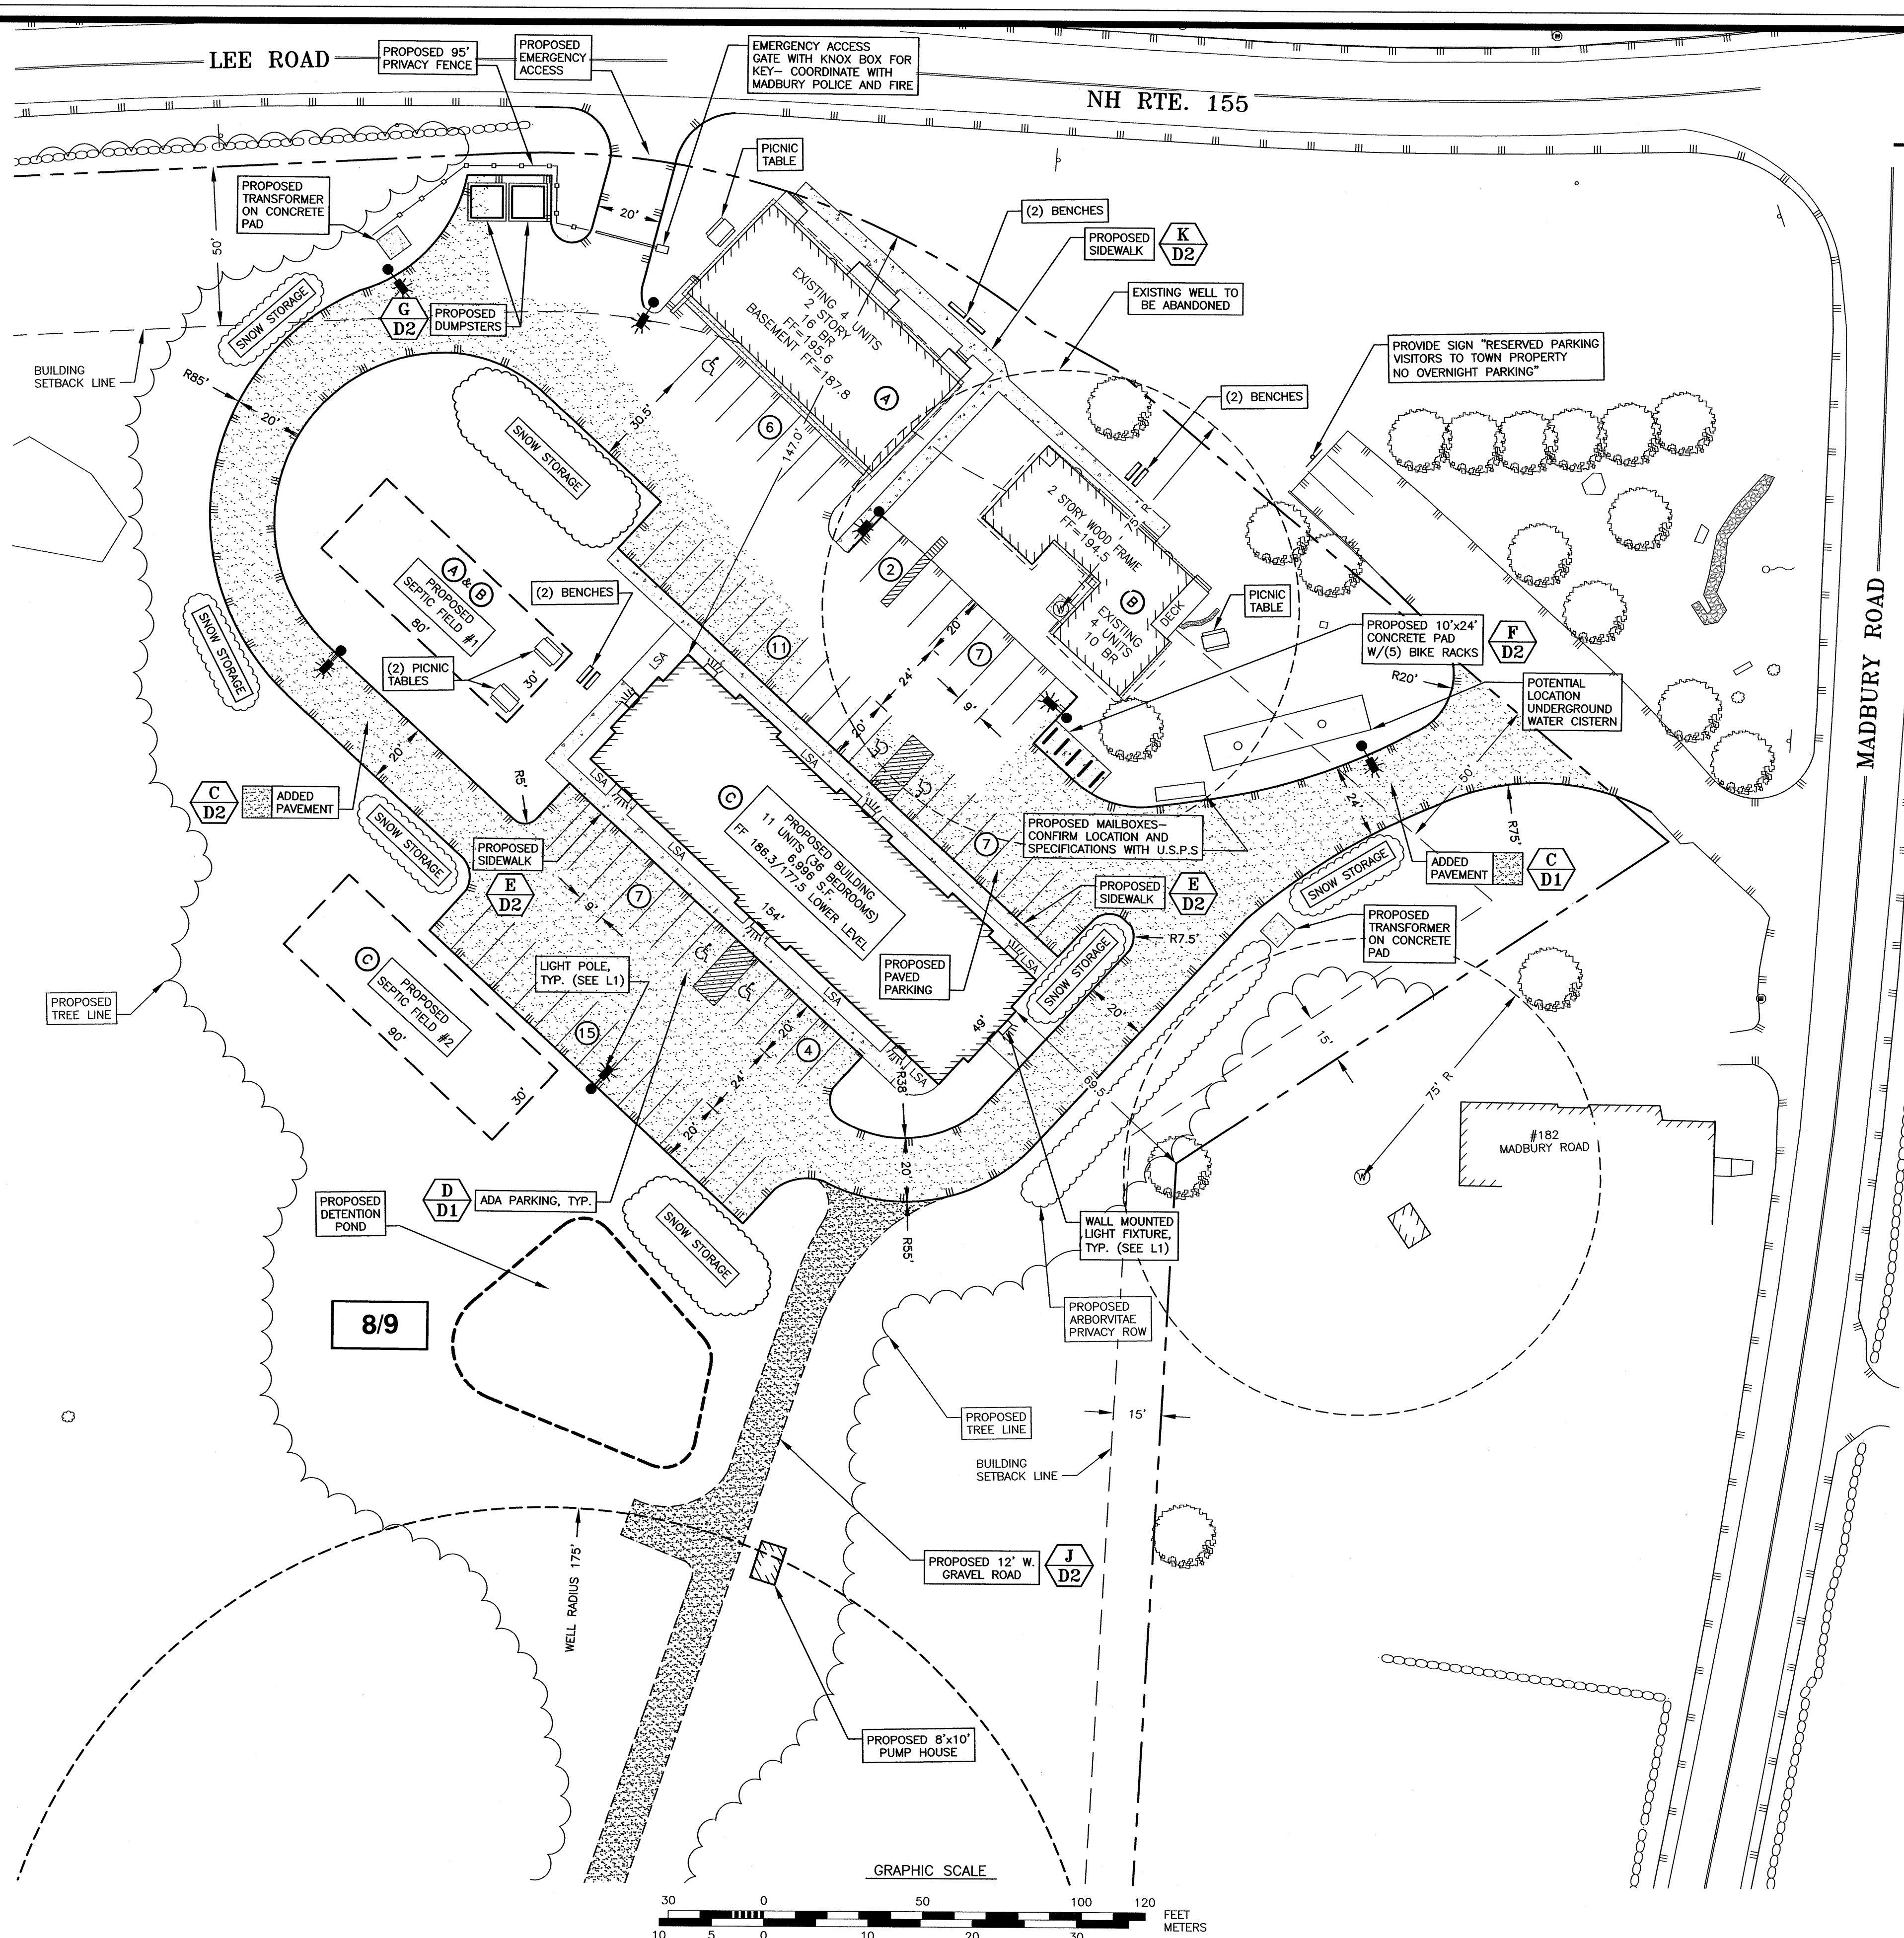 LEE ROAD
PROPOSED 95'
PRIVACY FENCE
PROPOSED
EMERGENCY
ACCESS
EMERGENCY ACCESS
GATE WITH KNOX BOX FOR
KEY– COORDINATE WITH
MADBURY POLICE AND FIRE
NH RTE. 155
PICNIC
TABLE
PROPOSED
TRANSFORMER
ON CONCRETE
PAD
50'
20'
(2) BENCHES
PROPOSED
SIDEWALK
K
D2
EXISTING WELL TO
BE ABANDONED
EXISTING 4 UNITS
2 STORY
16 BR
FF=195.6
BASEMENT FF=187.8
A
SNOW STORAGE
G
D2
PROPOSED
DUMPSTERS
BUILDING
SETBACK LINE
R85'
20'
30.5'
6
147.0'
SNOW STORAGE
PROVIDE SIGN "RESERVED PARKING
VISITORS TO TOWN PROPERTY
NO OVERNIGHT PARKING"
(2) BENCHES
75' R
2 STORY WOOD FRAME
FF=194.5
W
B
EXISTING
4 UNITS
10 BR
DECK
PICNIC
TABLE
2
A & B
PROPOSED
SEPTIC FIELD #1
80'
30'
(2) BENCHES
(2) PICNIC
TABLES
LSA
11
20'
24'
7
9'
20'
PROPOSED 10'x24'
CONCRETE PAD
W/(5) BIKE RACKS
F
D2
R20'
POTENTIAL
LOCATION
UNDERGROUND
WATER CISTERN
MADBURY ROAD
SNOW STORAGE
20'
R5'
C
D2
ADDED
PAVEMENT
LSA
LSA
SNOW STORAGE
PROPOSED
SIDEWALK
E
D2
LSA
C
PROPOSED BUILDING
11 UNITS (36 BEDROOMS)
6,996 S.F.
FF 186.3/177.5 LOWER LEVEL
7
PROPOSED MAILBOXES–
CONFIRM LOCATION AND
SPECIFICATIONS WITH U.S.P.S
24'
50'
R75'
SNOW STORAGE
ADDED
PAVEMENT
C
D1
PROPOSED
SIDEWALK
E
D2
PROPOSED
TRANSFORMER
ON CONCRETE
PAD
9'
7
154'
LIGHT POLE,
TYP. (SEE L1)
PROPOSED
PAVED
PARKING
LSA
SNOW STORAGE
R7.5'
20'
C
PROPOSED
SEPTIC FIELD #2
90'
30'
PROPOSED
TREE LINE
LSA
49'
15
20'
4
24'
20'
LSA
R38'
69.5'
15'
75' R
W
#182
MADBURY ROAD
20'
R55'
D
D1
ADA PARKING, TYP.
PROPOSED
DETENTION
POND
SNOW STORAGE
WALL MOUNTED
LIGHT FIXTURE,
TYP. (SEE L1)
8/9
PROPOSED
ARBORVITAE
PRIVACY ROW
PROPOSED
TREE LINE
15'
BUILDING
SETBACK LINE
WELL RADIUS 175'
PROPOSED 12' W.
GRAVEL ROAD
J
D2
PROPOSED 8'x10'
PUMP HOUSE
GRAPHIC SCALE
30 0 50 100 120
FEET
METERS
10 5 0 10 20 30